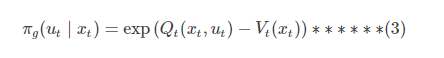 π_g(u_t | x_t) = exp (Q_t(x_t, u_t) − V_t(x_t)) ∗ ∗ ∗ ∗ ∗ ∗(3)